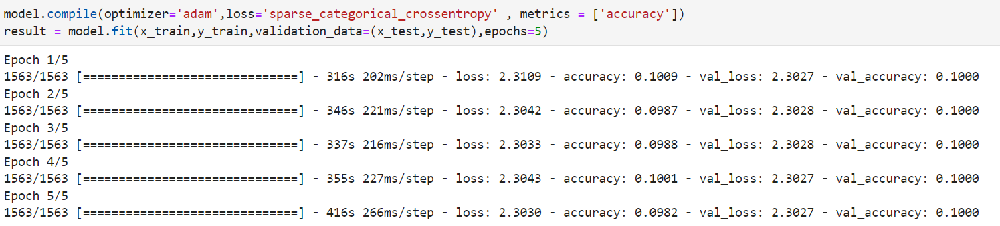 model.compile(optimizer='adam',loss='sparse_categorical_crossentropy' , metrics = ['accuracy'])
result = model.fit(x_train,y_train,validation_data=(x_test,y_test),epochs=5)
Epoch 1/5
1563/1563 [==============================] - 316s 202ms/step - loss: 2.3109 - accuracy: 0.1009 - val_loss: 2.3027 - val_accuracy: 0.1000
Epoch 2/5
1563/1563 [==============================] - 346s 221ms/step - loss: 2.3042 - accuracy: 0.0987 - val_loss: 2.3028 - val_accuracy: 0.1000
Epoch 3/5
1563/1563 [==============================] - 337s 216ms/step - loss: 2.3033 - accuracy: 0.0988 - val_loss: 2.3028 - val_accuracy: 0.1000
Epoch 4/5
1563/1563 [==============================] - 355s 227ms/step - loss: 2.3043 - accuracy: 0.1001 - val_loss: 2.3027 - val_accuracy: 0.1000
Epoch 5/5
1563/1563 [==============================] - 416s 266ms/step - loss: 2.3030 - accuracy: 0.0982 - val_loss: 2.3027 - val_accuracy: 0.1000